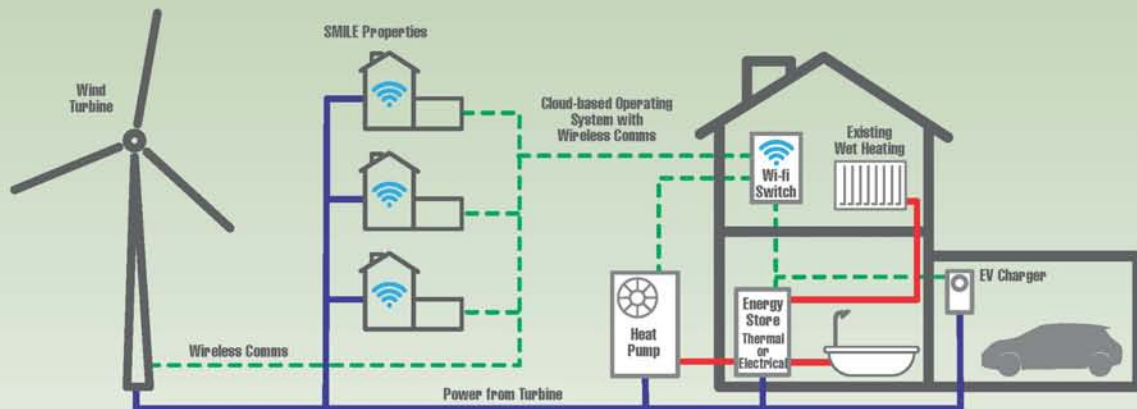 SMILE Properties
Wind
Turbine
Cloud-based Operating
System with
Wireless Comms
Existing
Wet Heating
Wi-fi
Switch
EV Charger
Energy
Store
Thermal
or
Electrical
Heat
Pump
Wireless Comms
Power from Turbine